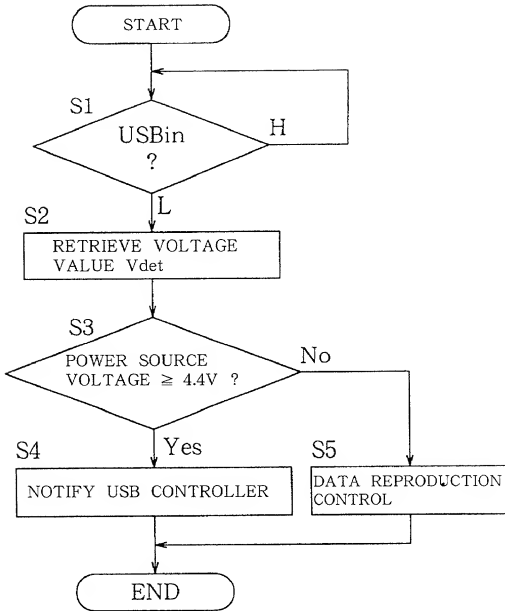 START
S1
USBin
?
H
L
S2
RETRIEVE VOLTAGE
VALUE Vdet
S3
POWER SOURCE
VOLTAGE ≧ 4.4V ?
No
Yes
S4
NOTIFY USB CONTROLLER
S5
DATA REPRODUCTION
CONTROL
END